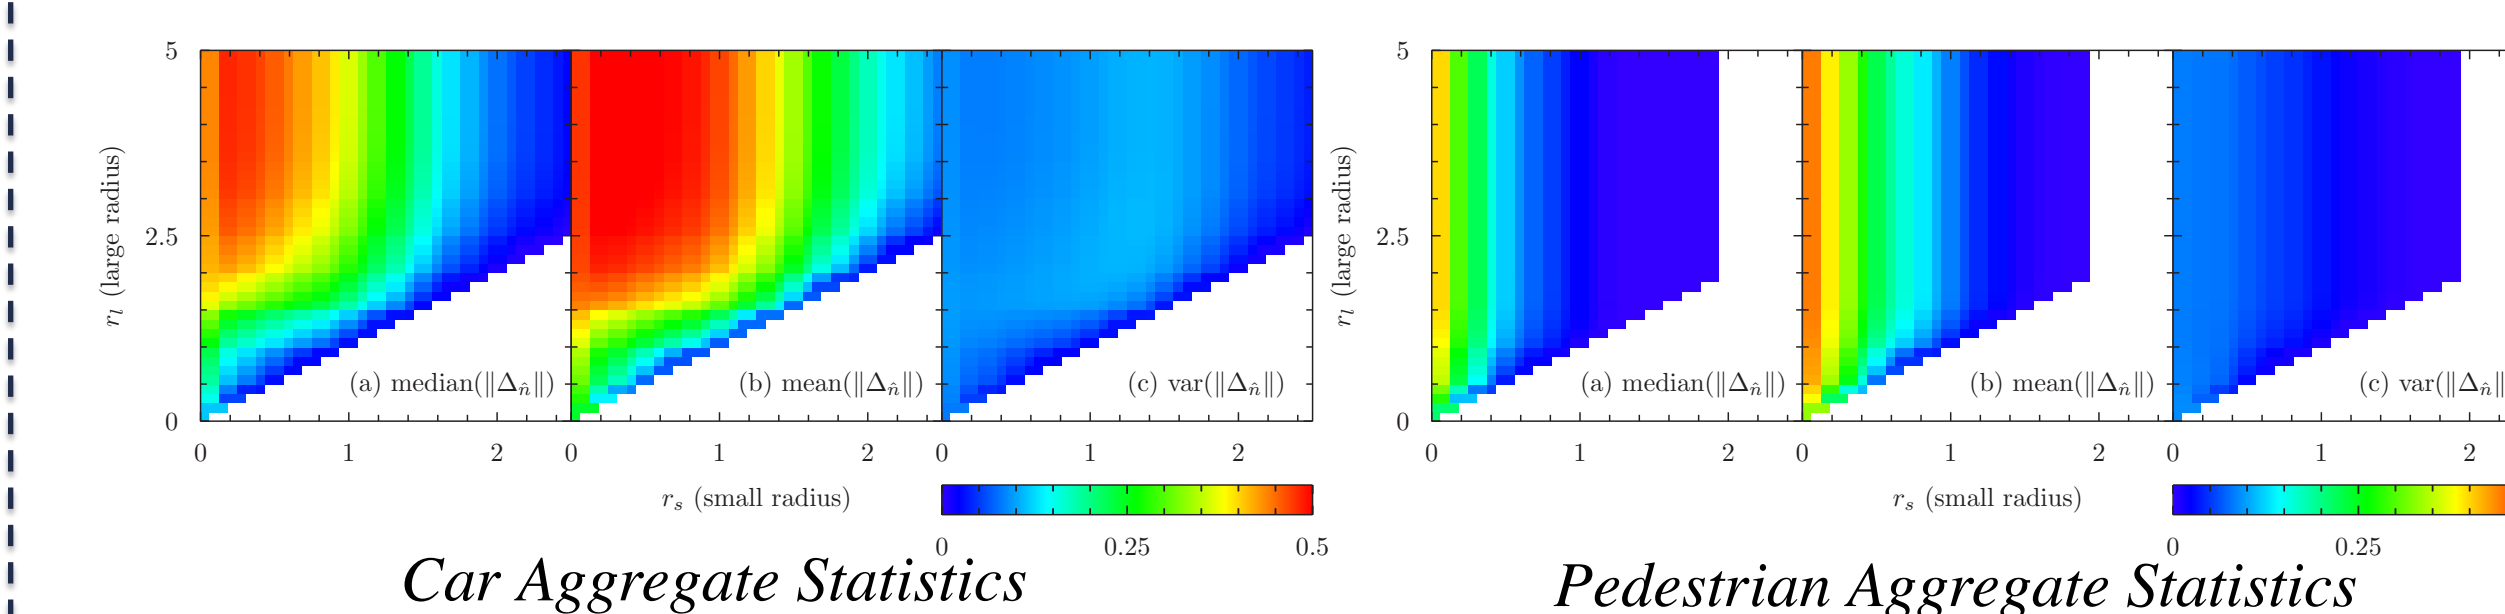 5
2.5
0
r_l (large radius)
(a) median(‖Δ_n̂‖)
(b) mean(‖Δ_n̂‖)
(c) var(‖Δ_n̂‖)
0 1 2 0 1 2 0 1 2
r_s (small radius)
0 0.25 0.5
Car Aggregate Statistics
5
2.5
0
r_l (large radius)
(a) median(‖Δ_n̂‖)
(b) mean(‖Δ_n̂‖)
(c) var(‖Δ_n̂‖
0 1 2 0 1 2 0 1 2
r_s (small radius)
0 0.25
Pedestrian Aggregate Statistics